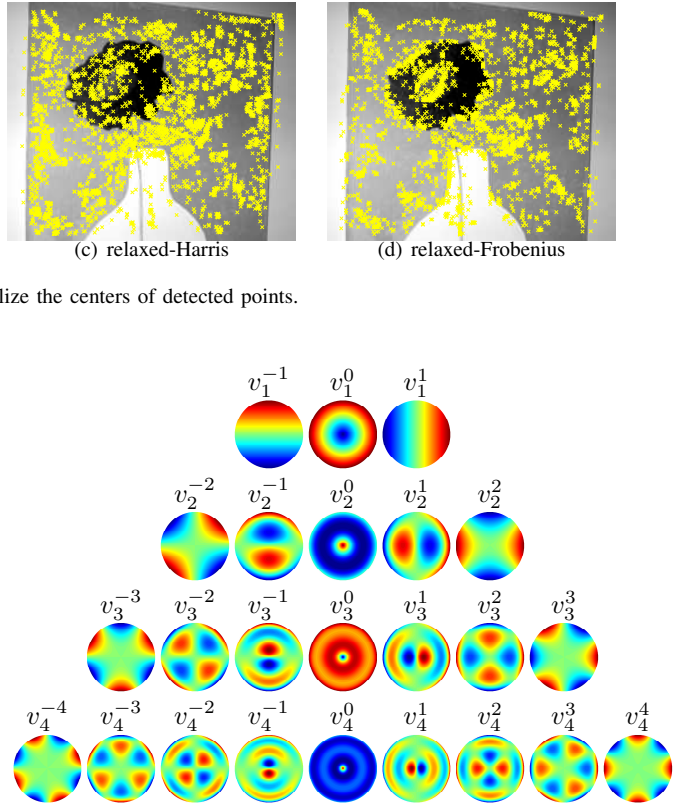 (c) relaxed-Harris (d) relaxed-Frobenius
lize the centers of detected points.
v_1^{-1} v_1^0 v_1^1
v_2^{-2} v_2^{-1} v_2^0 v_2^1 v_2^2
v_3^{-3} v_3^{-2} v_3^{-1} v_3^0 v_3^1 v_3^2 v_3^3
v_4^{-4} v_4^{-3} v_4^{-2} v_4^{-1} v_4^0 v_4^1 v_4^2 v_4^3 v_4^4